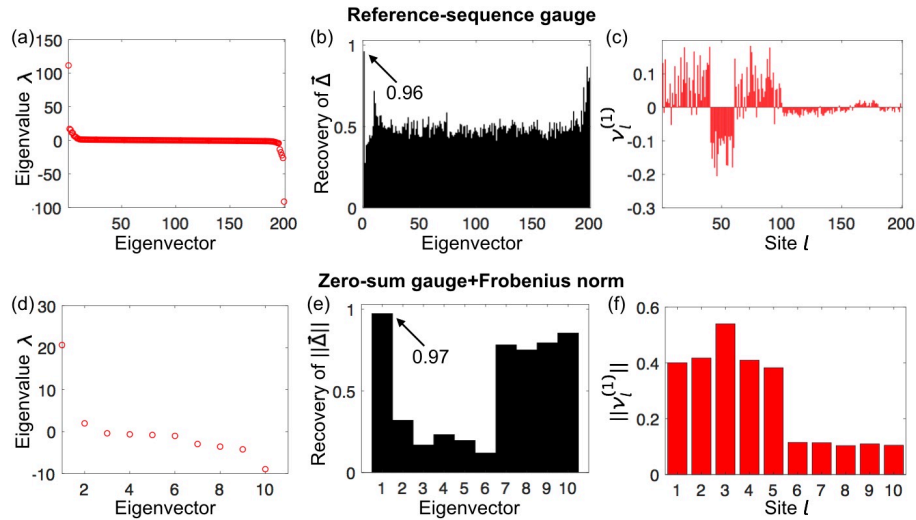 Reference-sequence gauge
(a)
Eigenvalue λ
150
100
50
0
-50
-100
50
100
150
200
Eigenvector
(b)
Recovery of Δ̃
1
0.5
0
0.96
0
50
100
150
200
Eigenvector
(c)
ν_l^(1)
0.1
0
-0.1
-0.2
-0.3
50
100
150
200
Site l
Zero-sum gauge+Frobenius norm
(d)
Eigenvalue λ
30
20
10
0
-10
2
4
6
8
10
Eigenvector
(e)
Recovery of ||Δ̃||
1
0.5
0
0.97
1 2 3 4 5 6 7 8 9 10
Eigenvector
(f)
||ν_l^(1)||
0.6
0.4
0.2
0
1 2 3 4 5 6 7 8 9 10
Site l